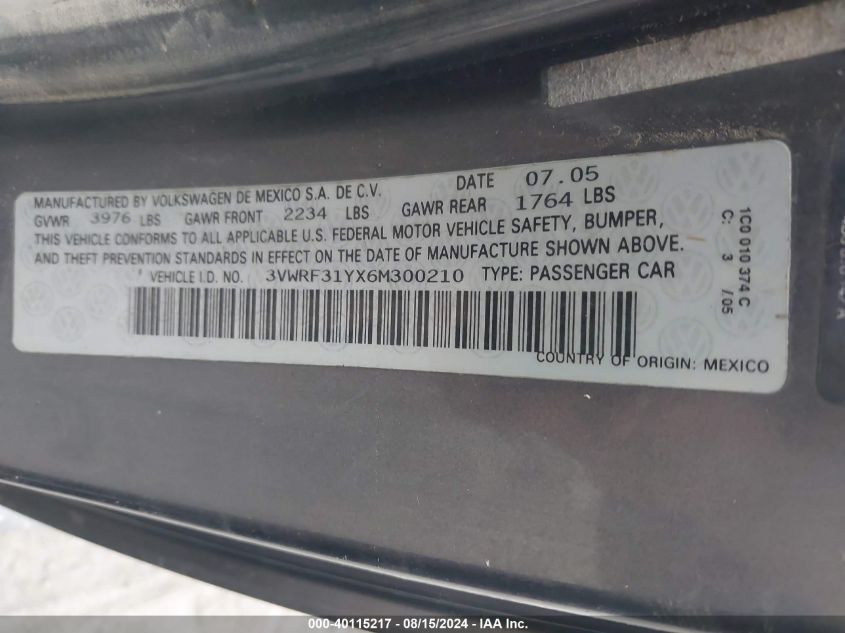 MANUFACTURED BY VOLKSWAGEN DE MEXICO S.A. DE C.V. DATE 07.05
GVWR 3976 LBS GAWR FRONT 2234 LBS GAWR REAR 1764 LBS
THIS VEHICLE CONFORMS TO ALL APPLICABLE U.S. FEDERAL MOTOR VEHICLE SAFETY, BUMPER,
AND THEFT PREVENTION STANDARDS IN EFFECT ON THE DATE OF MANUFACTURE SHOWN ABOVE.
VEHICLE I.D. NO. 3VWRF31YX6M300210 TYPE: PASSENGER CAR
COUNTRY OF ORIGIN: MEXICO
1C0 010 374 C
C: 3 /05
000-40115217 - 08/15/2024 - IAA Inc.